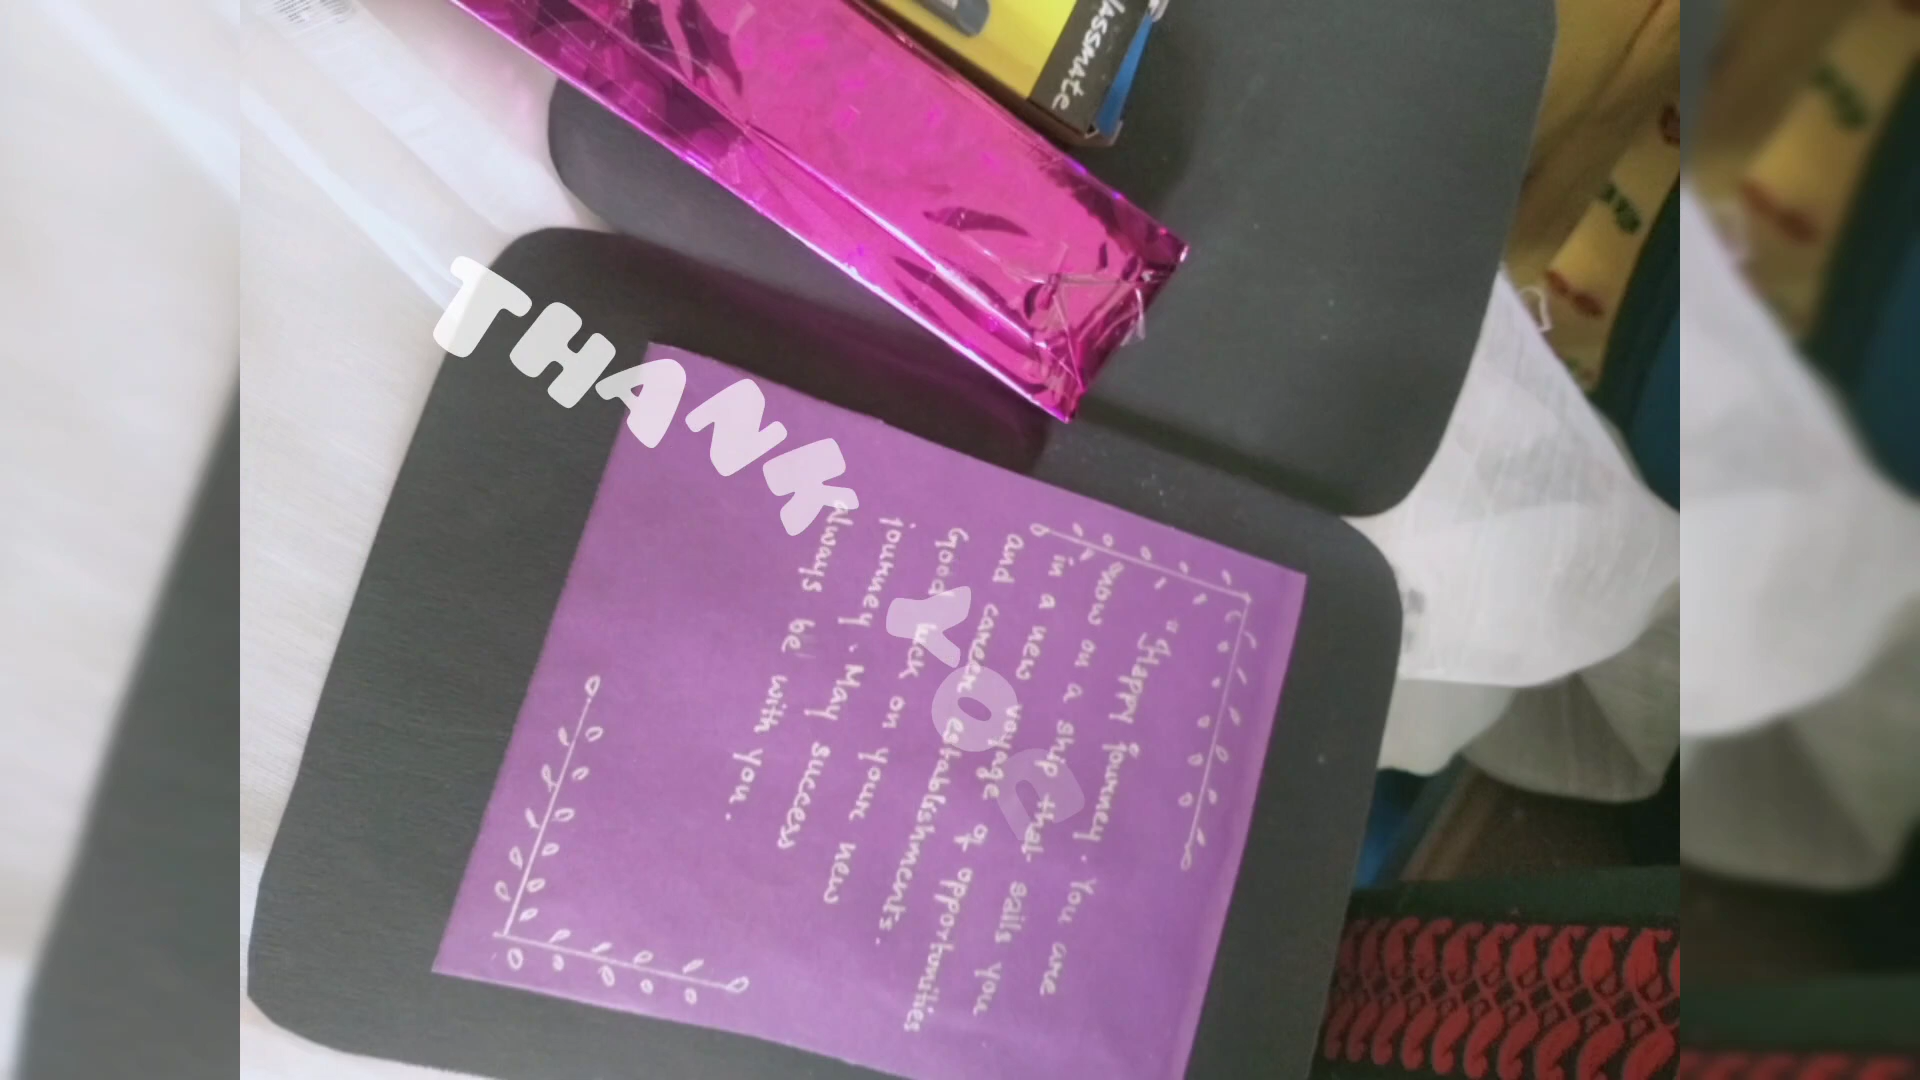 THANK
YOU
classmate
"Happy Journey. You are
now on a ship that sails you
in a new voyage of opportunities
and career establishments.
Good luck on your new
journey. May success
always be with you.